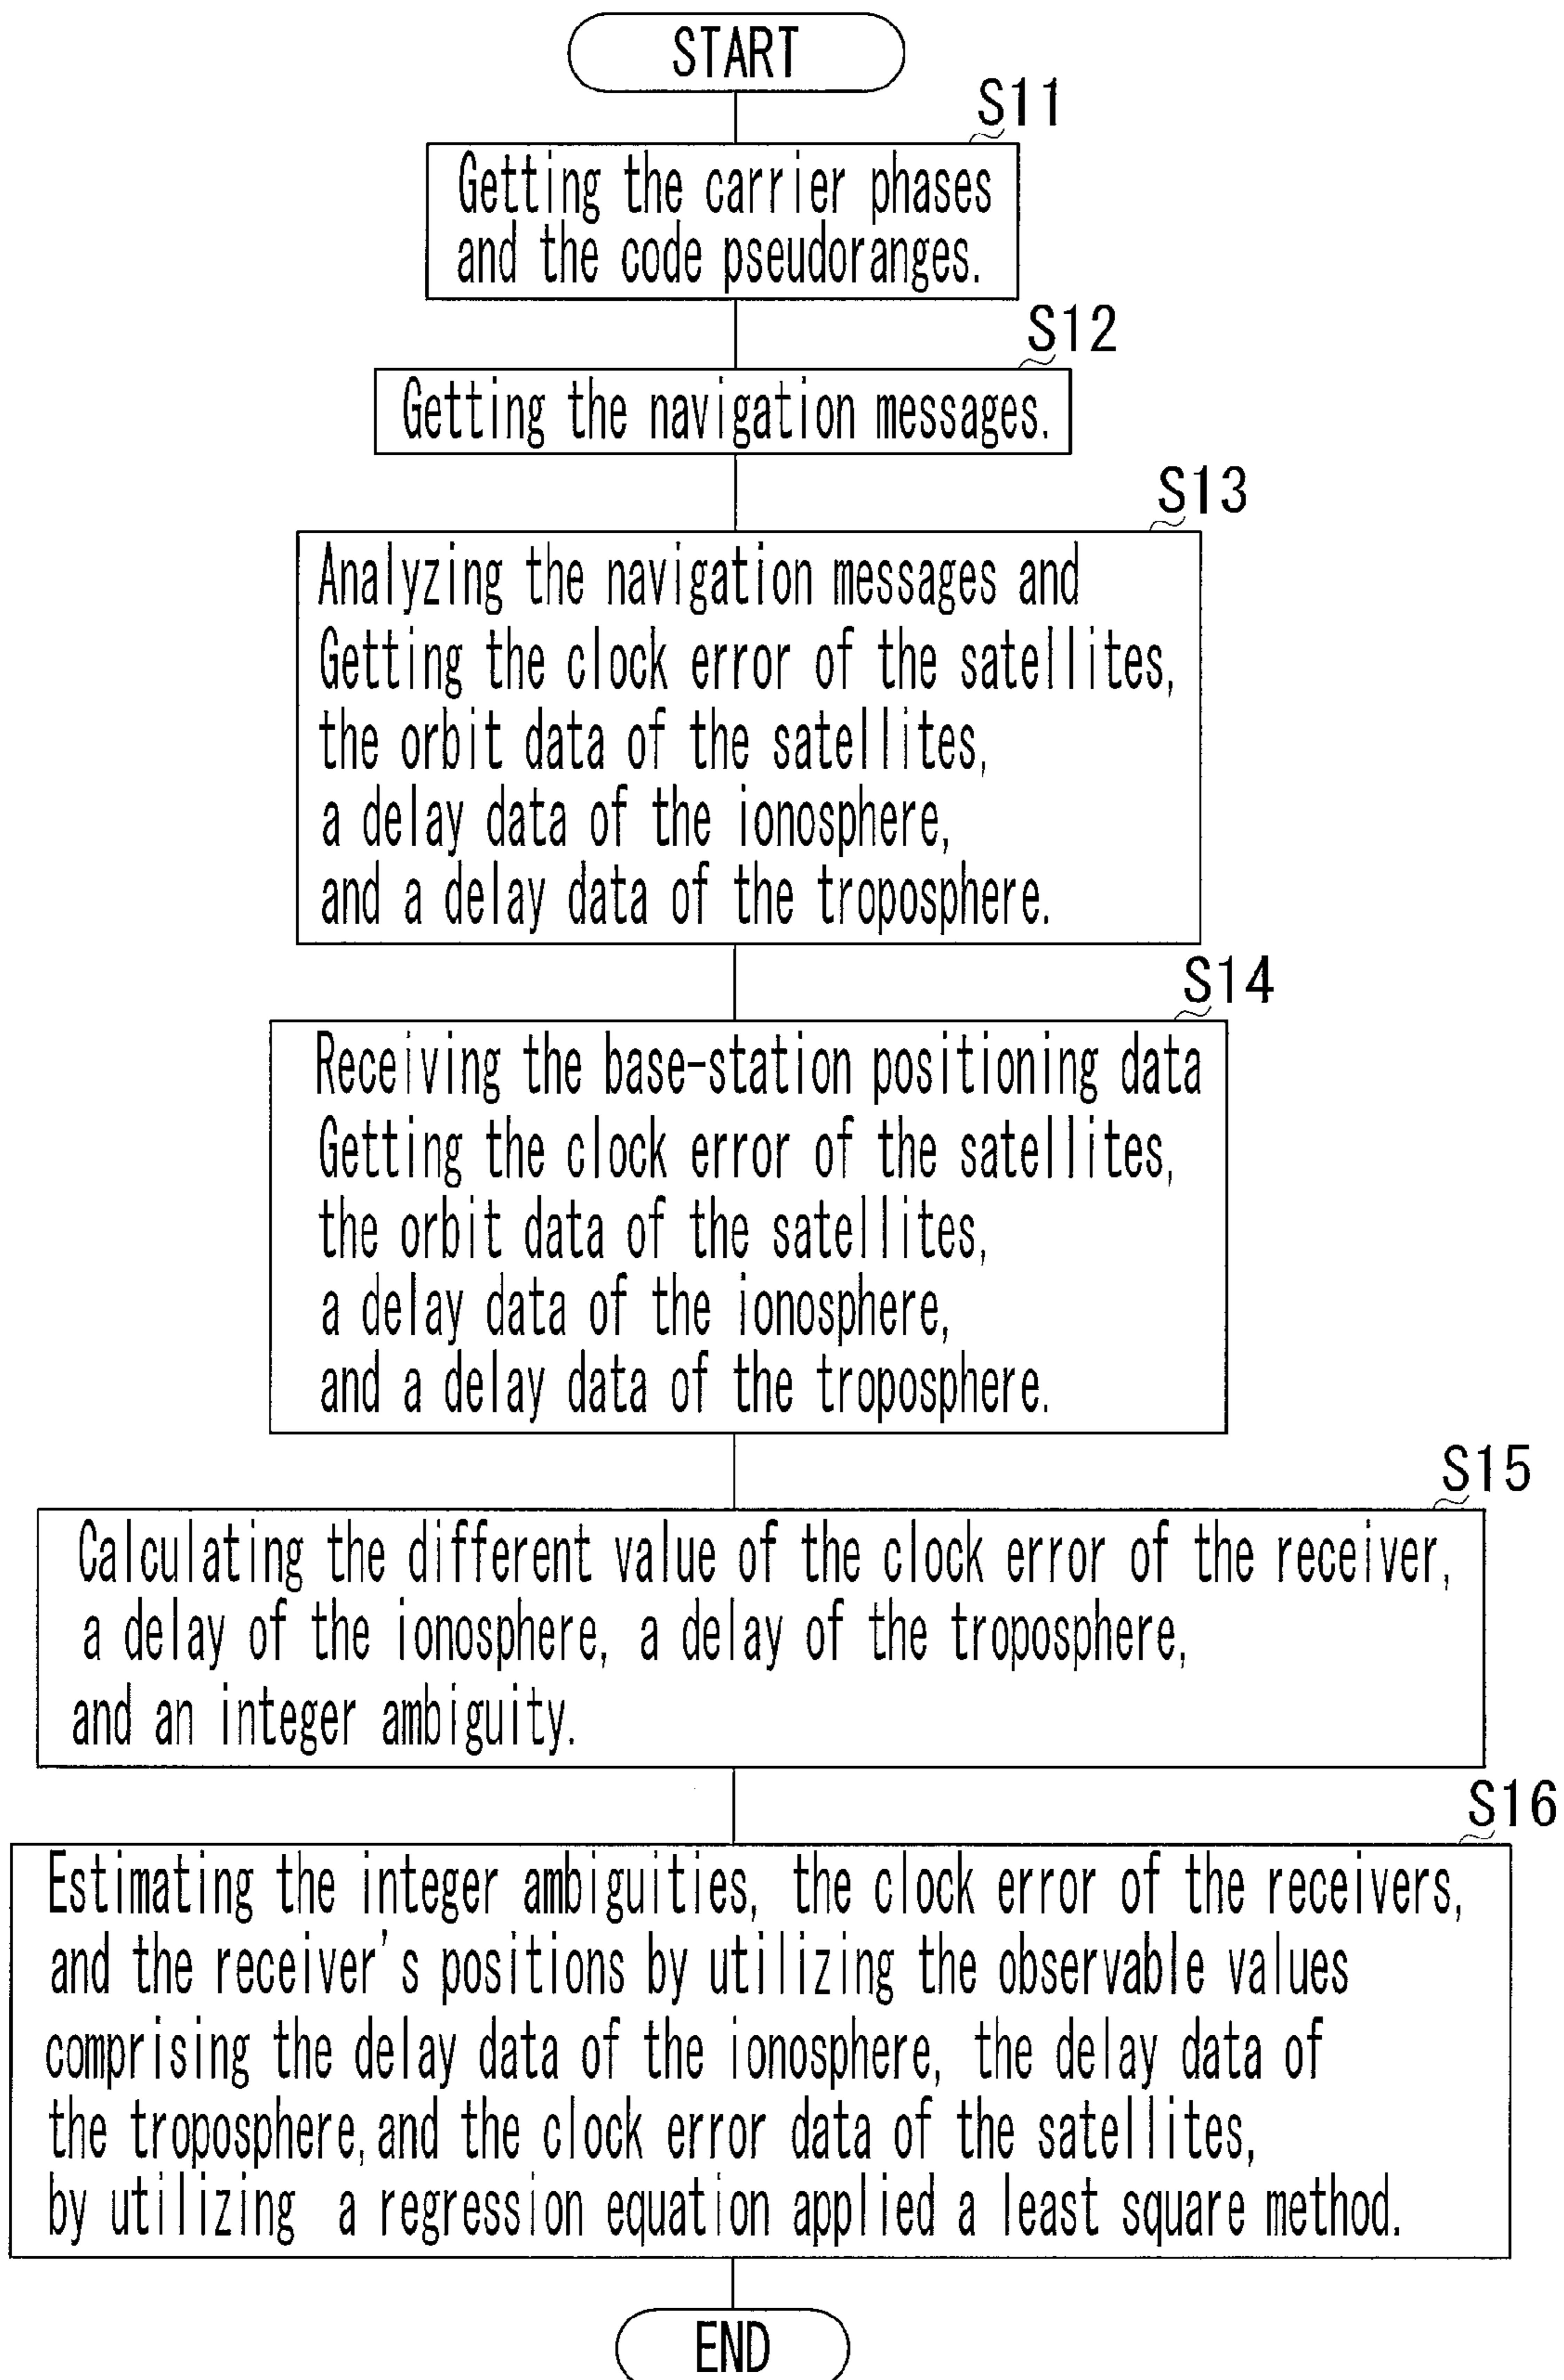 START
S11
Getting the carrier phases
and the code pseudoranges.
S12
Getting the navigation messages.
S13
Analyzing the navigation messages and
Getting the clock error of the satellites,
the orbit data of the satellites,
a delay data of the ionosphere,
and a delay data of the troposphere.
S14
Receiving the base-station positioning data
Getting the clock error of the satellites,
the orbit data of the satellites,
a delay data of the ionosphere,
and a delay data of the troposphere.
S15
Calculating the different value of the clock error of the receiver,
a delay of the ionosphere, a delay of the troposphere,
and an integer ambiguity.
S16
Estimating the integer ambiguities, the clock error of the receivers,
and the receiver's positions by utilizing the observable values
comprising the delay data of the ionosphere, the delay data of
the troposphere, and the clock error data of the satellites,
by utilizing a regression equation applied a least square method.
END